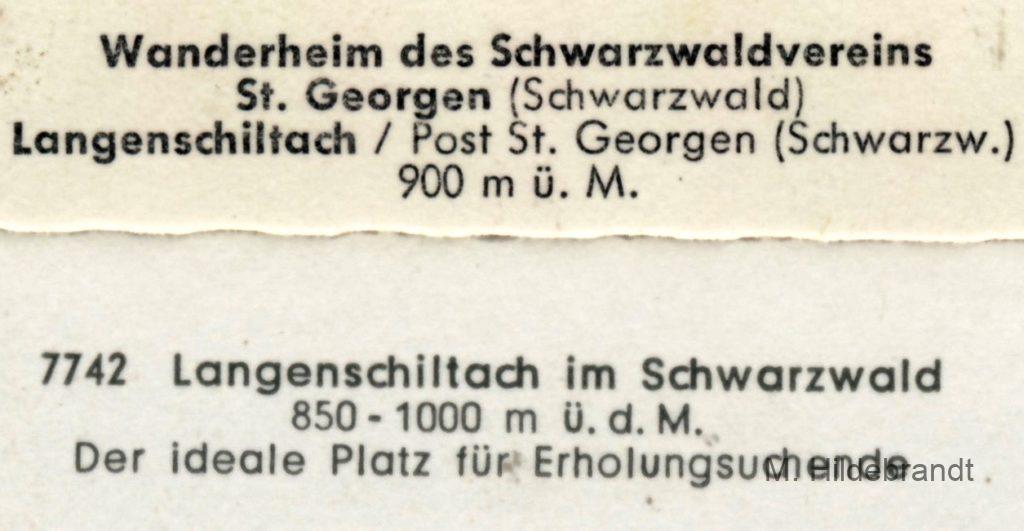 Wanderheim des Schwarzwaldvereins
St. Georgen (Schwarzwald)
Langenschiltach / Post St. Georgen (Schwarzw.)
900 m ü. M.
7742 Langenschiltach im Schwarzwald
850 - 1000 m ü. d. M.
Der ideale Platz für Erholungsuchende
M. Hildebrandt